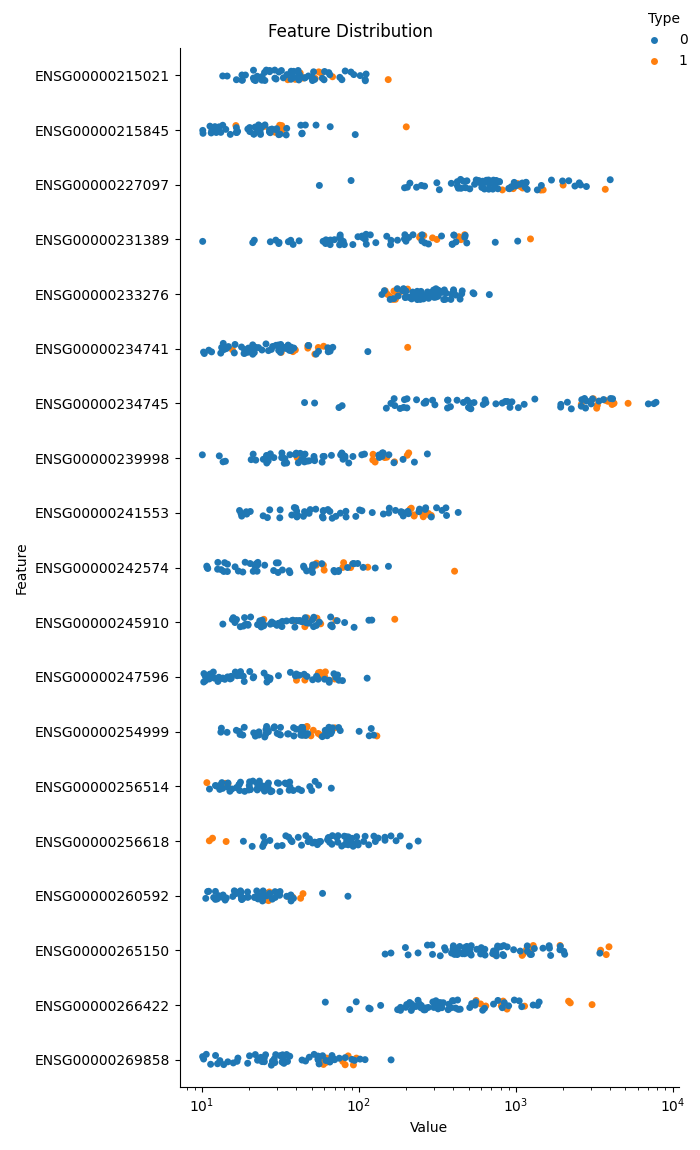 Feature Distribution
Type
0
1
ENSG00000215021
ENSG00000215845
ENSG00000227097
ENSG00000231389
ENSG00000233276
ENSG00000234741
ENSG00000234745
ENSG00000239998
ENSG00000241553
ENSG00000242574
ENSG00000245910
ENSG00000247596
ENSG00000254999
ENSG00000256514
ENSG00000256618
ENSG00000260592
ENSG00000265150
ENSG00000266422
ENSG00000269858
Feature
10¹ 10² 10³ 10⁴
Value